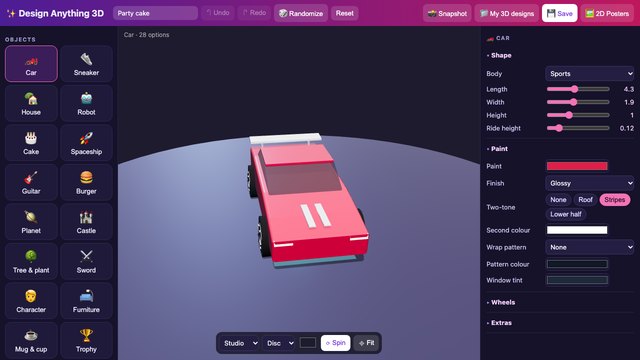 Design Anything 3D
Party cake
Undo
Redo
Randomize
Reset
Snapshot
My 3D designs
Save
2D Posters
OBJECTS
Car
Sneaker
House
Robot
Cake
Spaceship
Guitar
Burger
Planet
Castle
Tree & plant
Sword
Character
Furniture
Mug & cup
Trophy
Car · 28 options
Studio
Disc
Spin
Fit
CAR
Shape
Body Sports
Length 4.3
Width 1.9
Height 1
Ride height 0.12
Paint
Paint
Finish Glossy
Two-tone None Roof Stripes
Lower half
Second colour
Wrap pattern None
Pattern colour
Window tint
Wheels
Extras